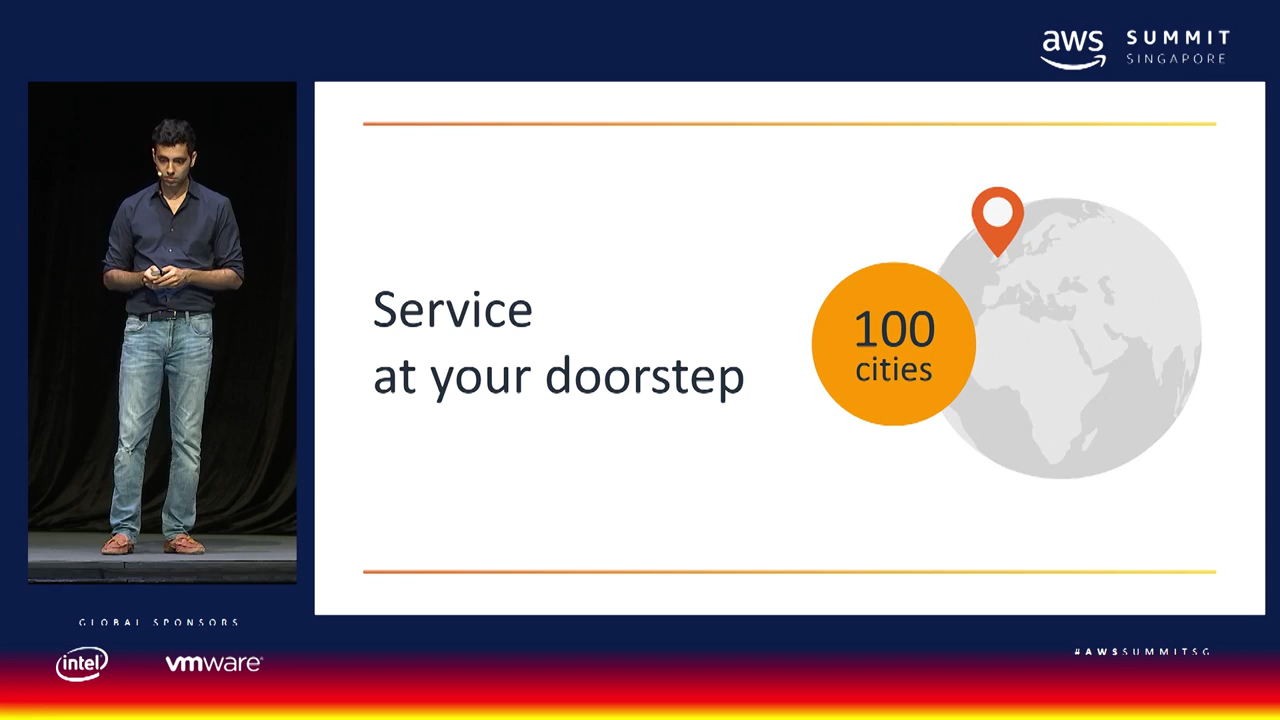 aws SUMMIT
SINGAPORE
Service
at your doorstep
100
cities
GLOBAL SPONSORS
intel
vmware
#AWSSUMMITSG